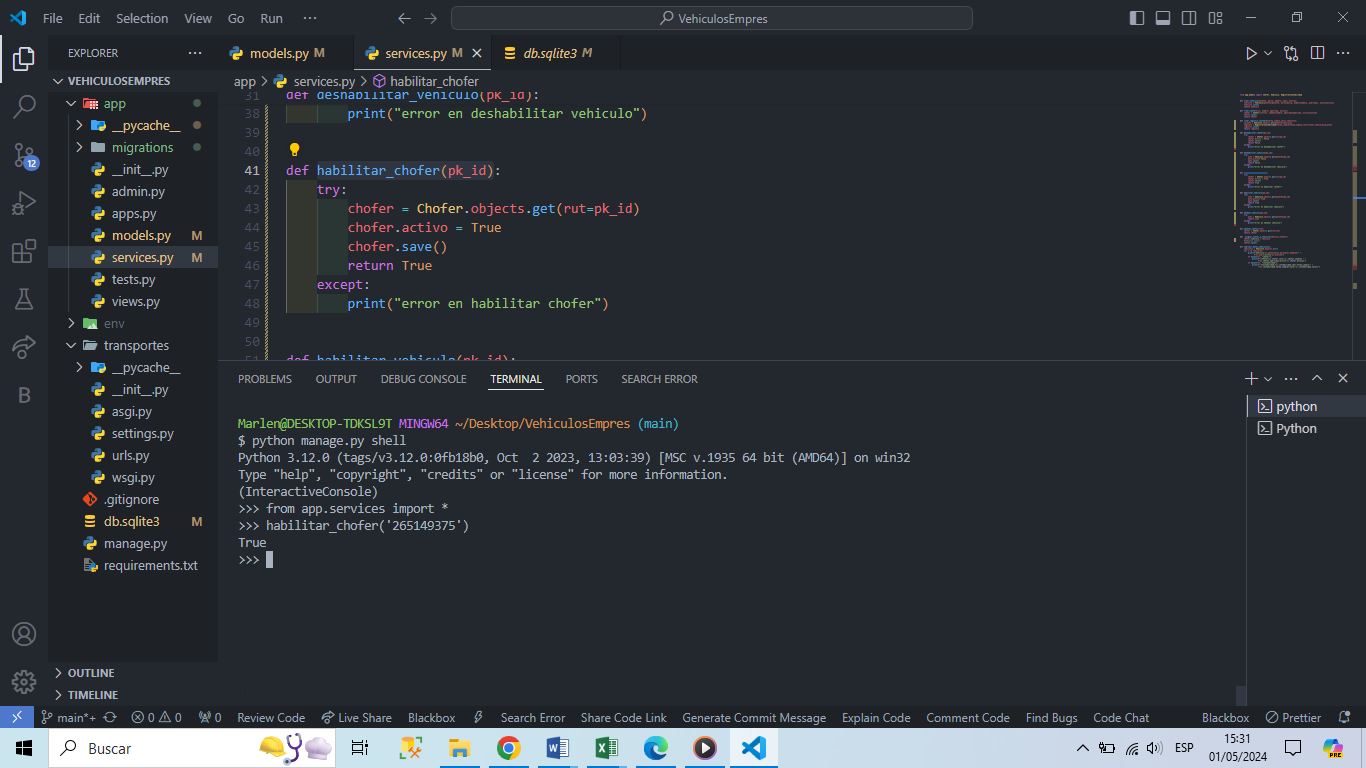 File Edit Selection View Go Run ···
VehiculosEmpres
EXPLORER
VEHICULOSEMPRES
app
__pycache__
migrations
__init__.py
admin.py
apps.py
models.py M
services.py M
tests.py
views.py
env
transportes
__pycache__
__init__.py
asgi.py
settings.py
urls.py
wsgi.py
.gitignore
db.sqlite3 M
manage.py
requirements.txt
OUTLINE
TIMELINE
12
B
models.py M services.py M db.sqlite3 M
app > services.py > habilitar_chofer
31 def deshabilitar_vehiculo(pk_id):
38 print("error en deshabilitar vehiculo")
39
40
41 def habilitar_chofer(pk_id):
42 try:
43 chofer = Chofer.objects.get(rut=pk_id)
44 chofer.activo = True
45 chofer.save()
46 return True
47 except:
48 print("error en habilitar chofer")
49
50
51 def habilitar_vehiculo(pk_id):
PROBLEMS OUTPUT DEBUG CONSOLE TERMINAL PORTS SEARCH ERROR
python
Python
Marlen@DESKTOP-TDKSL9T MINGW64 ~/Desktop/VehiculosEmpres (main)
$ python manage.py shell
Python 3.12.0 (tags/v3.12.0:0fb18b0, Oct  2 2023, 13:03:39) [MSC v.1935 64 bit (AMD64)] on win32
Type "help", "copyright", "credits" or "license" for more information.
(InteractiveConsole)
>>> from app.services import *
>>> habilitar_chofer('265149375')
True
>>>
main*+ 0 0 0 Review Code Live Share Blackbox Search Error Share Code Link Generate Commit Message Explain Code Comment Code Find Bugs Code Chat Blackbox Prettier
Buscar
ESP
15:31
01/05/2024
PRE